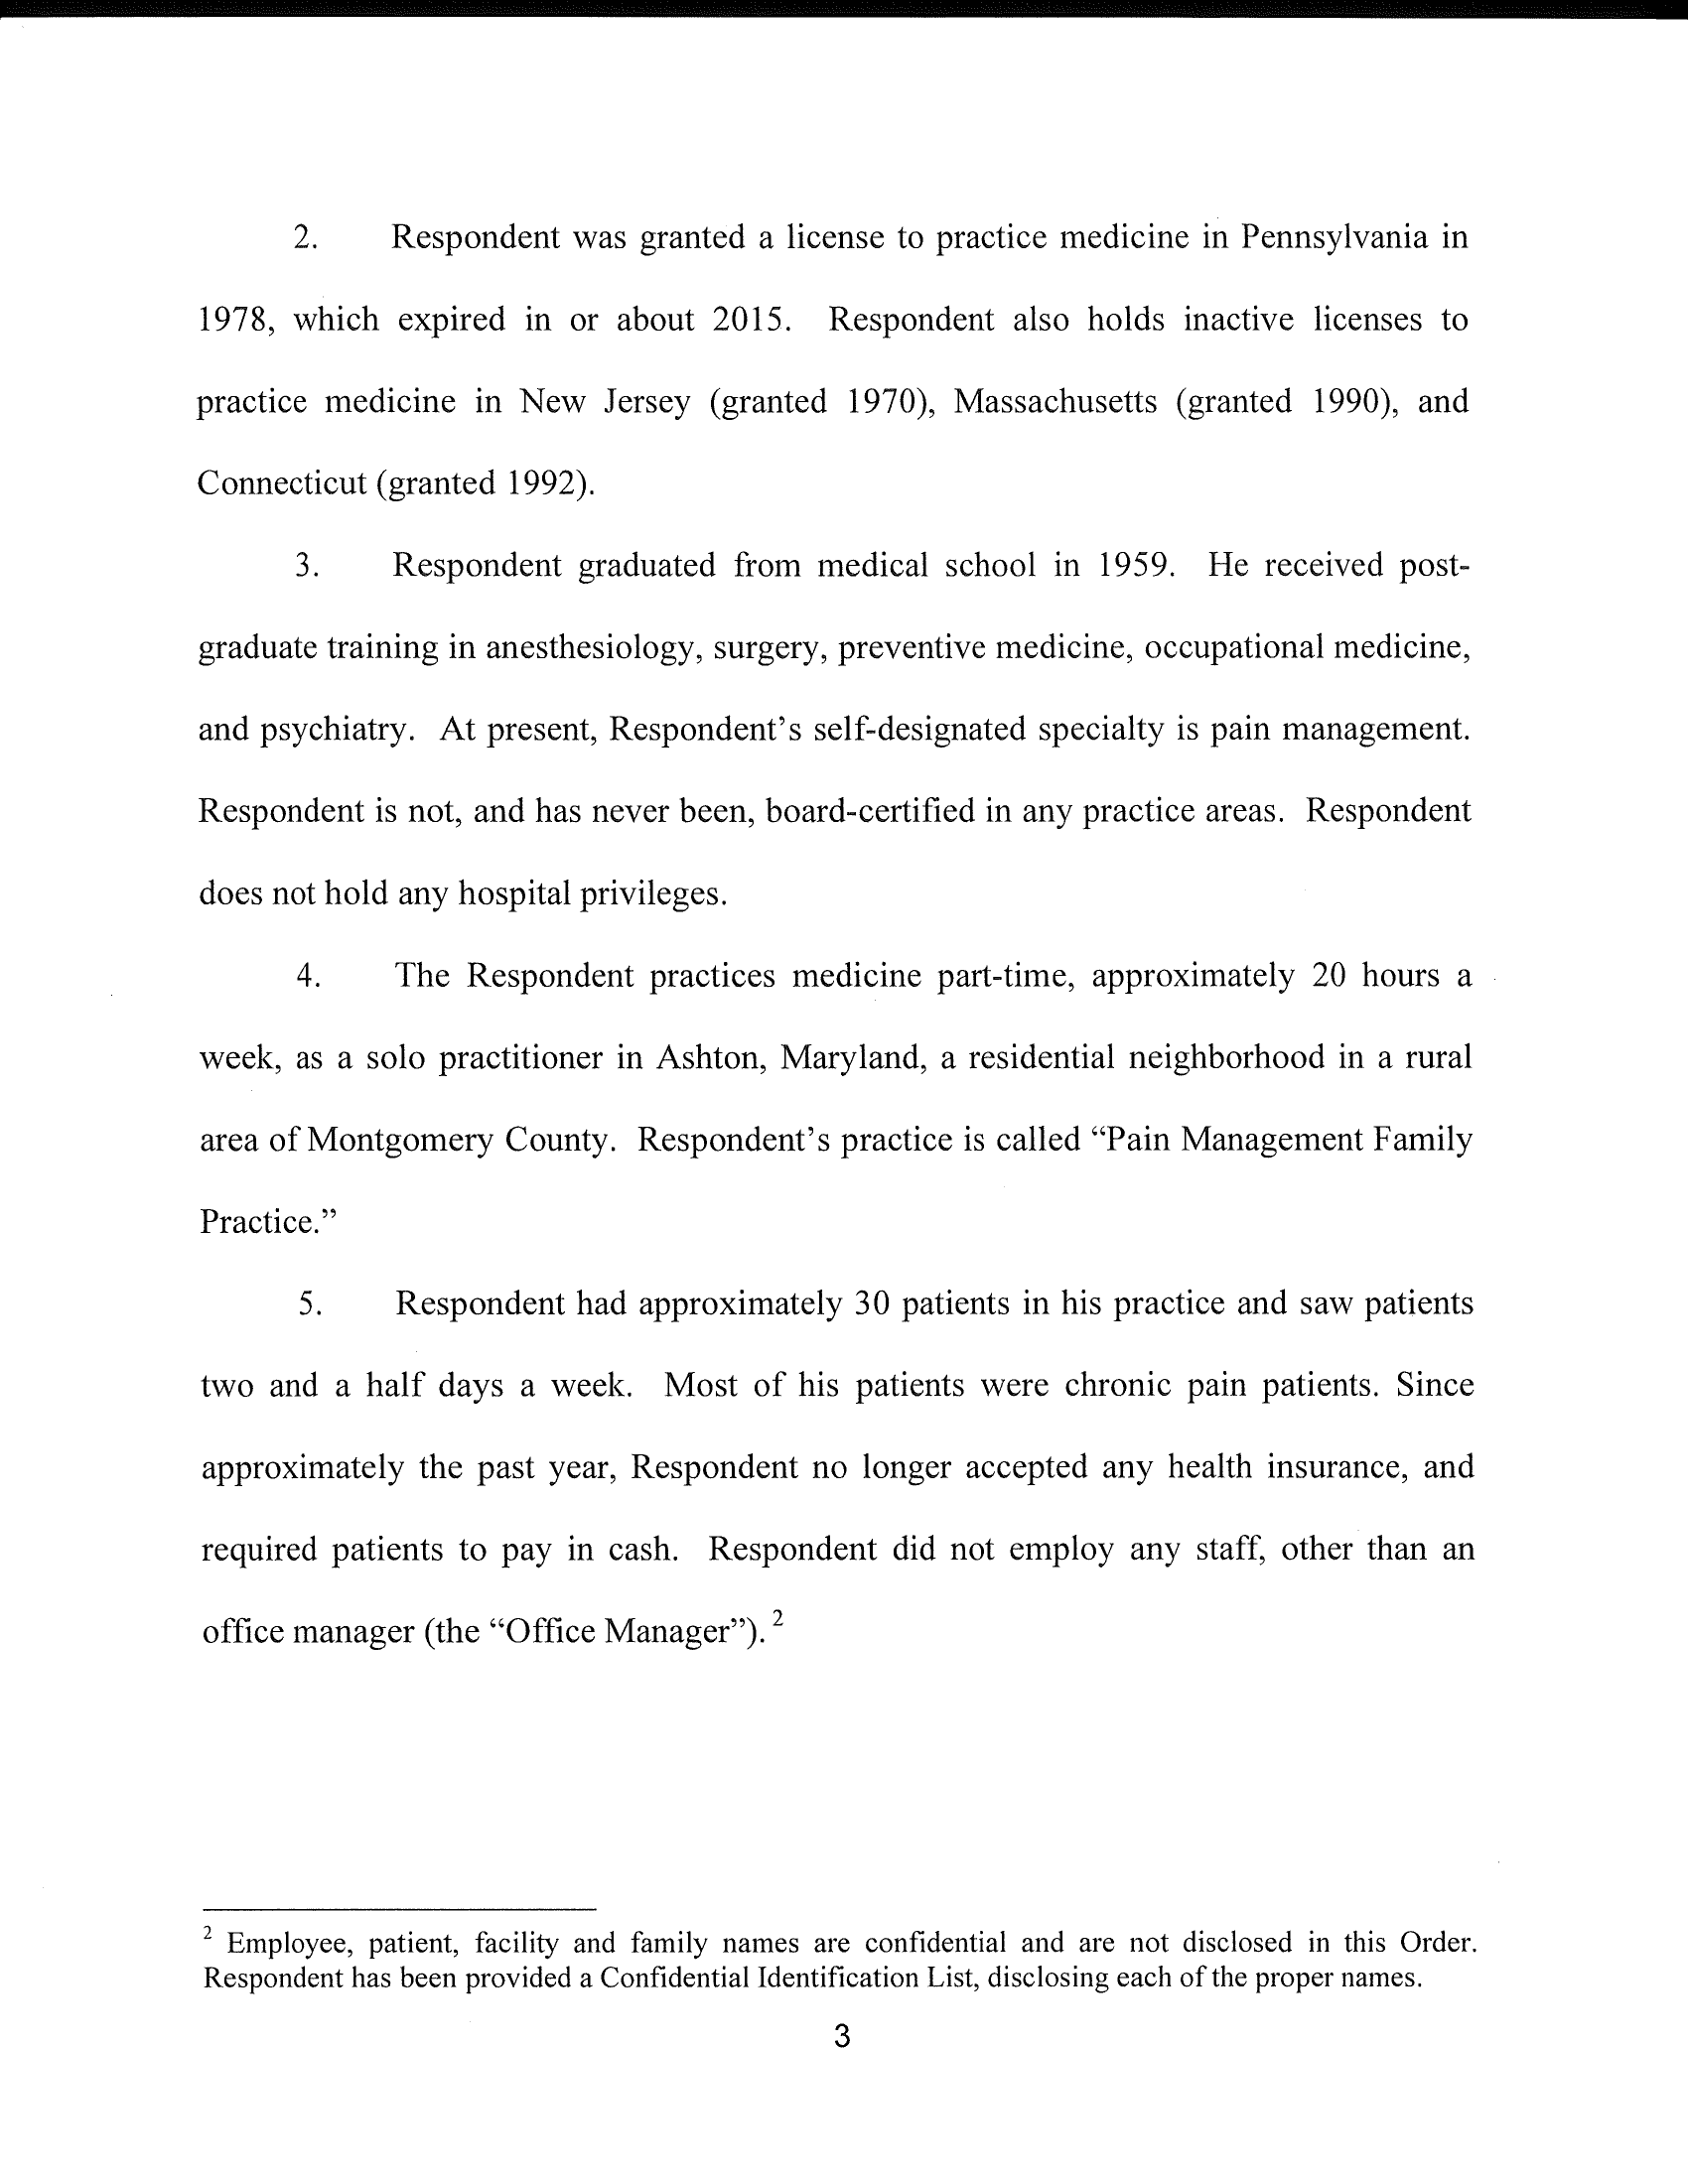 2. Respondent was granted a license to practice medicine in Pennsylvania in
1978, which expired in or about 2015. Respondent also holds inactive licenses to
practice medicine in New Jersey (granted 1970), Massachusetts (granted 1990), and
Connecticut (granted 1992).
3. Respondent graduated from medical school in 1959. He received post-
graduate training in anesthesiology, surgery, preventive medicine, occupational medicine,
and psychiatry. At present, Respondent’s self-designated specialty is pain management.
Respondent is not, and has never been, board-certified in any practice areas. Respondent
does not hold any hospital privileges.
4. The Respondent practices medicine part-time, approximately 20 hours a
week, as a solo practitioner in Ashton, Maryland, a residential neighborhood in a rural
area of Montgomery County. Respondent’s practice is called “Pain Management Family
Practice.”
5. Respondent had approximately 30 patients in his practice and saw patients
two and a half days a week. Most of his patients were chronic pain patients. Since
approximately the past year, Respondent no longer accepted any health insurance, and
required patients to pay in cash. Respondent did not employ any staff, other than an
office manager (the “Office Manager”). 2
2 Employee, patient, facility and family names are confidential and are not disclosed in this Order.
Respondent has been provided a Confidential Identification List, disclosing each of the proper names.
3